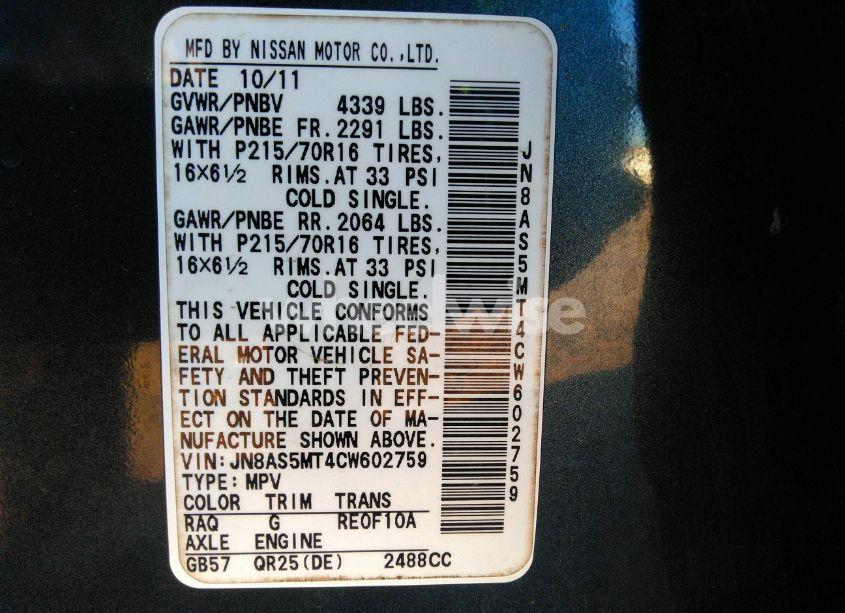 MFD BY NISSAN MOTOR CO.,LTD.
DATE 10/11
GVWR/PNBV 4339 LBS.
GAWR/PNBE FR. 2291 LBS.
WITH P215/70R16 TIRES,
16×6½ RIMS.AT 33 PSI
COLD SINGLE.
GAWR/PNBE RR. 2064 LBS.
WITH P215/70R16 TIRES,
16×6½ RIMS.AT 33 PSI
COLD SINGLE.
THIS VEHICLE CONFORMS
TO ALL APPLICABLE FED-
ERAL MOTOR VEHICLE SA-
FETY AND THEFT PREVEN-
TION STANDARDS IN EFF-
ECT ON THE DATE OF MA-
NUFACTURE SHOWN ABOVE.
VIN:JN8AS5MT4CW602759
TYPE:MPV
COLOR TRIM TRANS
RAQ G RE0F10A
AXLE ENGINE
GB57 QR25(DE) 2488CC
JN8AS5MT4CW602759